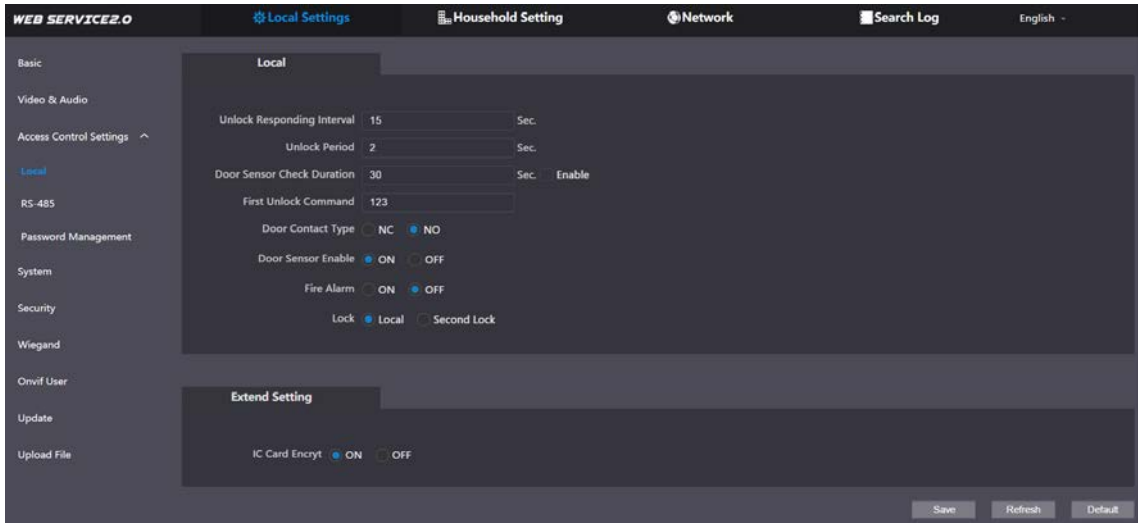 WEB SERVICE2.0 Local Settings Household Setting Network Search Log English
Basic
Video & Audio
Access Control Settings
Local
RS-485
Password Management
System
Security
Wiegand
Onvif User
Update
Upload File
Local
Unlock Responding Interval 15 Sec.
Unlock Period 2 Sec.
Door Sensor Check Duration 30 Sec. Enable
First Unlock Command 123
Door Contact Type NC NO
Door Sensor Enable ON OFF
Fire Alarm ON OFF
Lock Local Second Lock
Extend Setting
IC Card Encryt ON OFF
Save Refresh Default